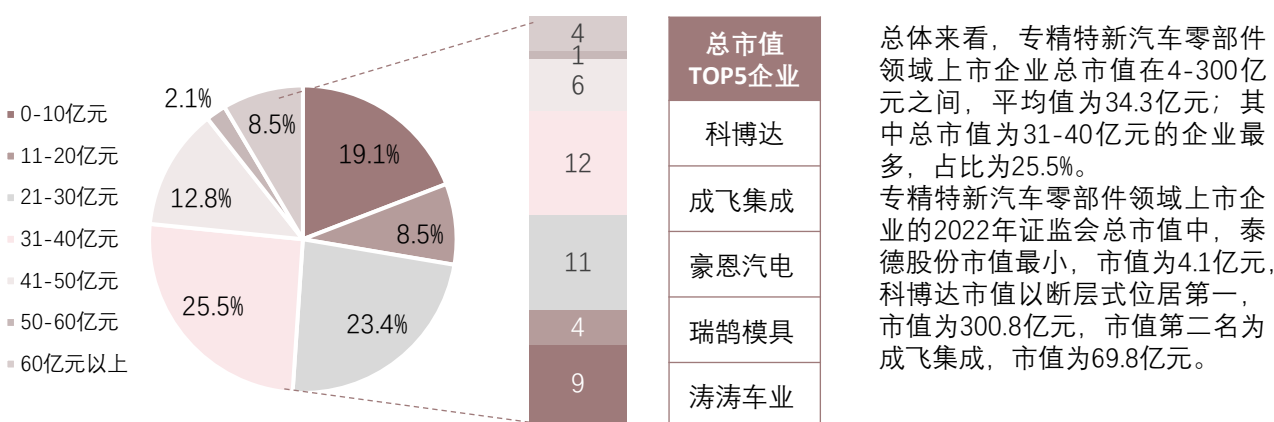 0-10亿元
11-20亿元
21-30亿元
31-40亿元
41-50亿元
50-60亿元
60亿元以上
19.1%
8.5%
23.4%
25.5%
12.8%
2.1%
8.5%
4
1
6
12
11
4
9
总市值
TOP5企业
科博达
成飞集成
豪恩汽电
瑞鹄模具
涛涛车业
总体来看，专精特新汽车零部件
领域上市企业总市值在4-300亿
元之间，平均值为34.3亿元；其
中总市值为31-40亿元的企业最
多，占比为25.5%。
专精特新汽车零部件领域上市企
业的2022年证监会总市值中，泰
德股份市值最小，市值为4.1亿元，
科博达市值以断层式位居第一，
市值为300.8亿元，市值第二名为
成飞集成，市值为69.8亿元。